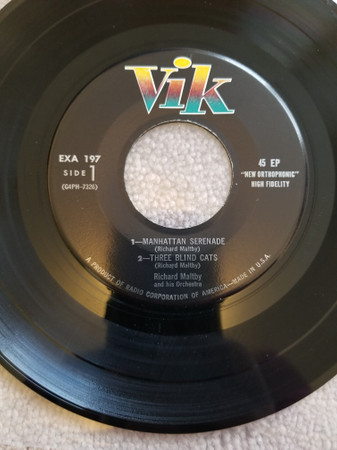 Vik
EXA 197
SIDE 1
(G4PH-7326)
45 EP
"NEW ORTHOPHONIC"
HIGH FIDELITY
1—MANHATTAN SERENADE
(Richard Maltby)
2—THREE BLIND CATS
(Richard Maltby)
Richard Maltby
and his Orchestra
A PRODUCT OF RADIO CORPORATION OF AMERICA—MADE IN U.S.A.